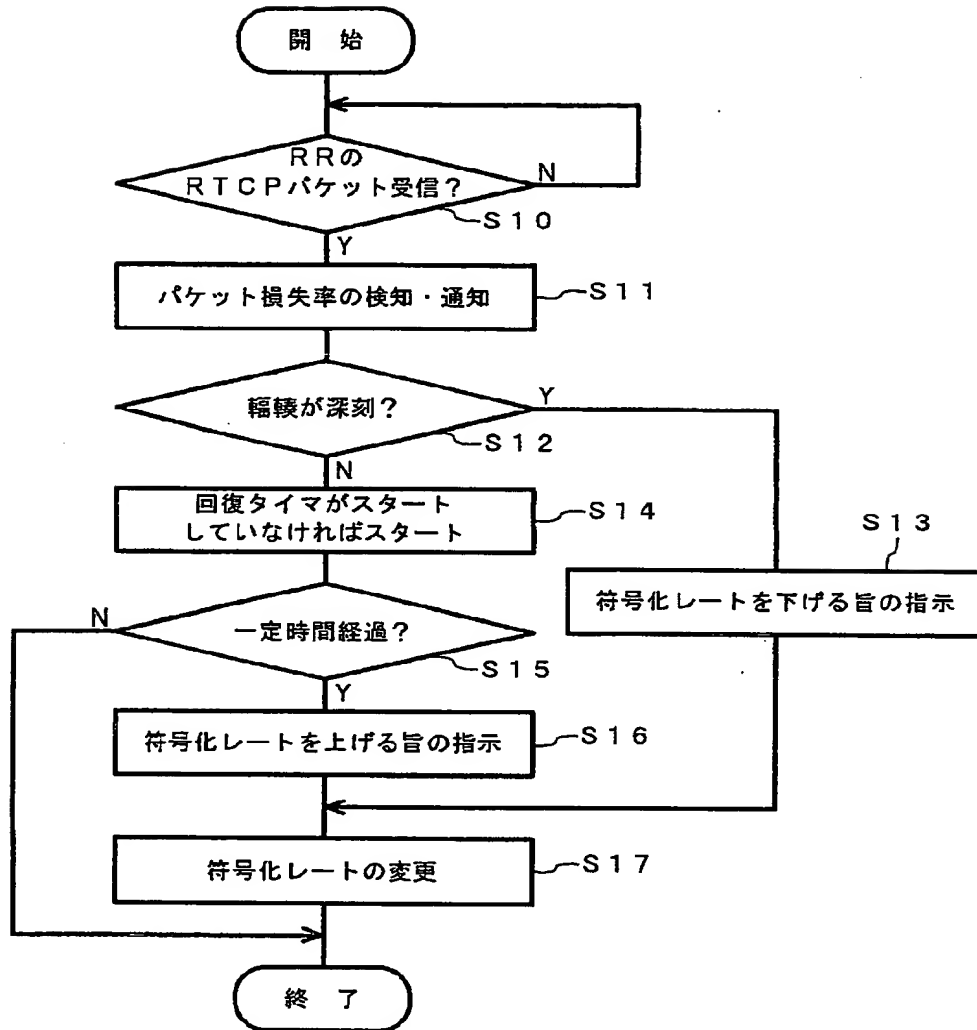 開 始
RRの
RTCPパケット受信?
N
S10
Y
パケット損失率の検知・通知
S11
輻輳が深刻?
Y
S12
N
回復タイマがスタート
していなければスタート
S14
S13
符号化レートを下げる旨の指示
N
一定時間経過?
S15
Y
符号化レートを上げる旨の指示
S16
符号化レートの変更
S17
終 了